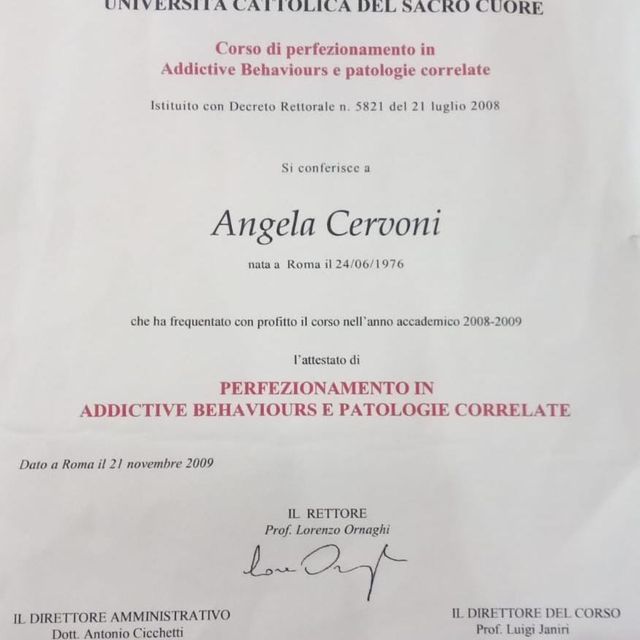 UNIVERSITÀ CATTOLICA DEL SACRO CUORE
Corso di perfezionamento in
Addictive Behaviours e patologie correlate
Istituito con Decreto Rettorale n. 5821 del 21 luglio 2008
Si conferisce a
Angela Cervoni
nata a Roma il 24/06/1976
che ha frequentato con profitto il corso nell'anno accademico 2008-2009
l'attestato di
PERFEZIONAMENTO IN
ADDICTIVE BEHAVIOURS E PATOLOGIE CORRELATE
Dato a Roma il 21 novembre 2009
IL RETTORE
Prof. Lorenzo Ornaghi
IL DIRETTORE AMMINISTRATIVO
Dott. Antonio Cicchetti
IL DIRETTORE DEL CORSO
Prof. Luigi Janiri